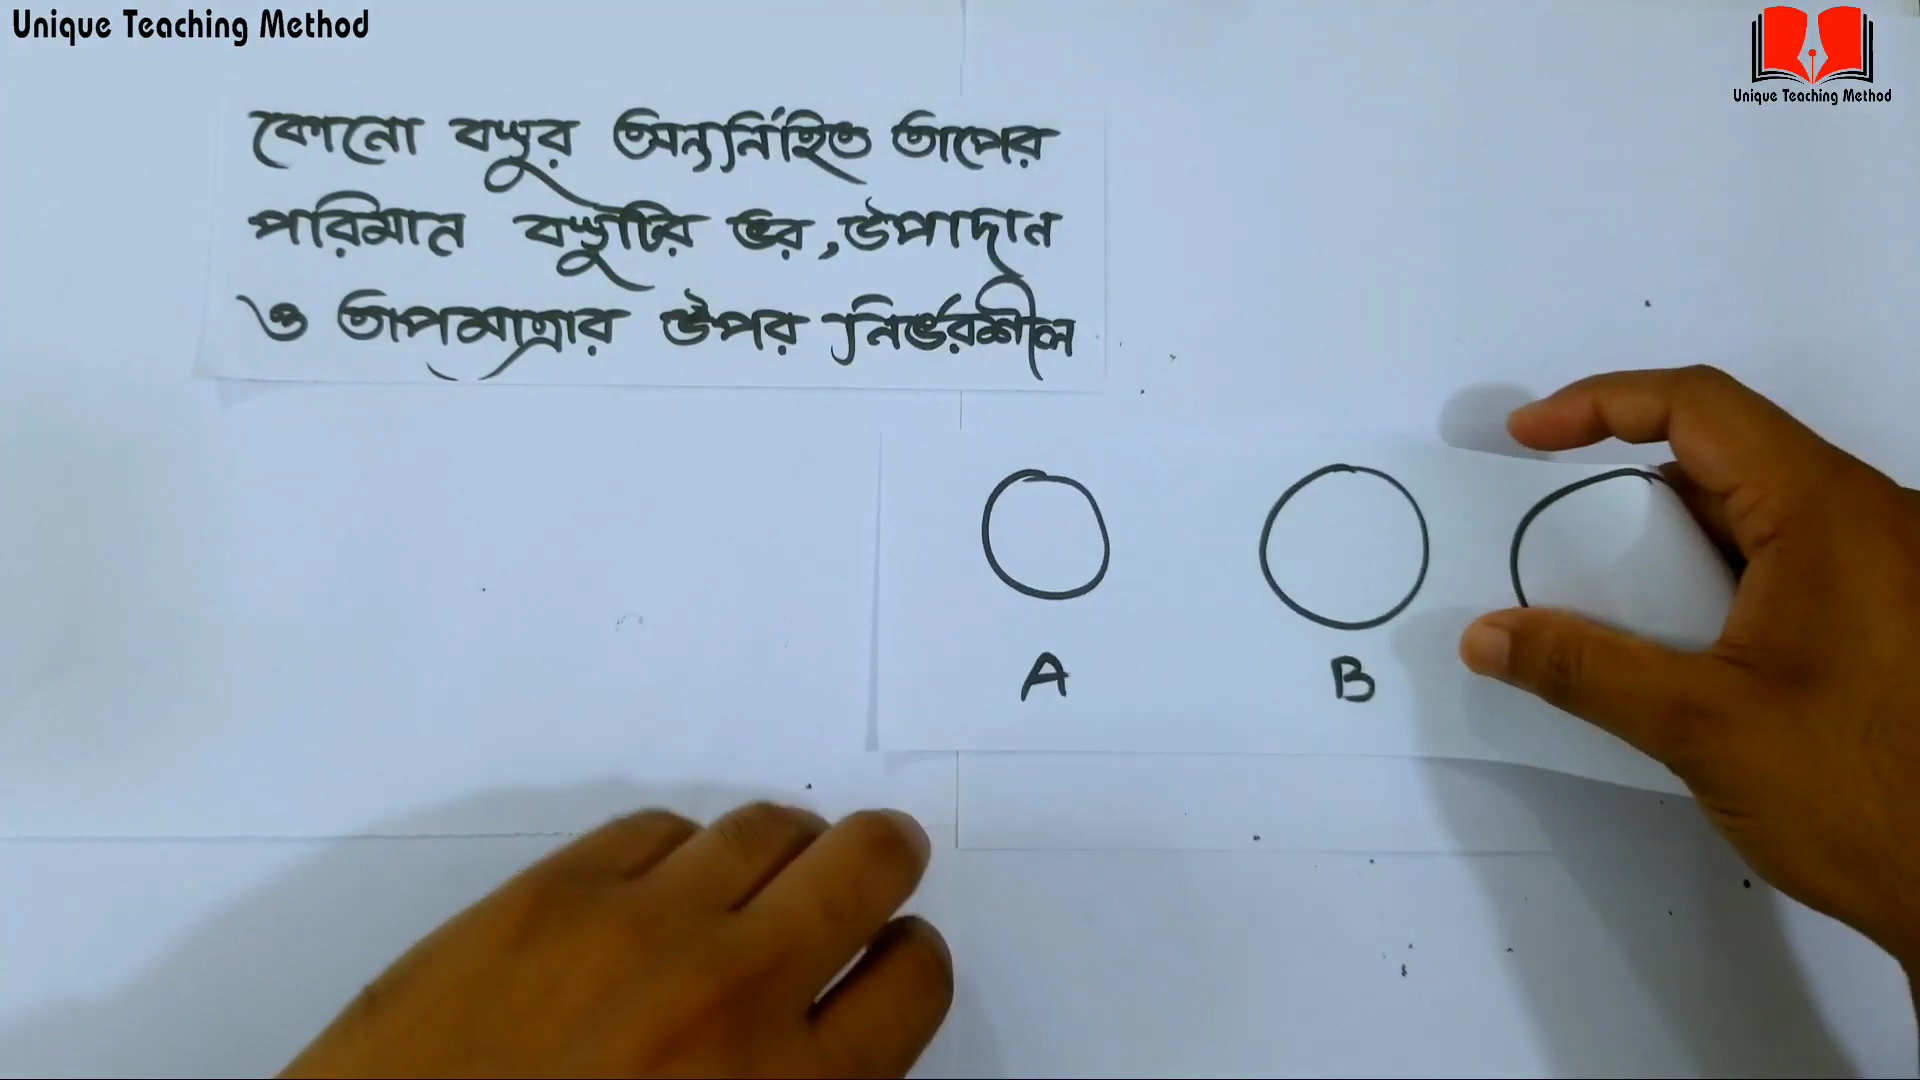 Unique Teaching Method
Unique Teaching Method
কোনো বস্তুর অন্তর্নিহিত তাপের
পরিমান বস্তুটির ভর, উপাদান
ও তাপমাত্রার উপর নির্ভরশীল
A B